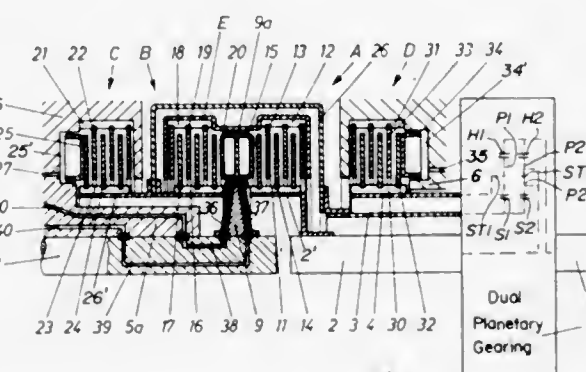 E 9a
21 22 C B 18 19 20 15 13 12 A 26 D 31 33 34
34'
P1 H2
H1
25
25'
35
6
P2
ST
P2
ST1 S1 S2
36 37
26'
2'
23 24 39 5a 17 16 38 9 11 14 2 3 4 30 32
Dual
Planetary
Gearing